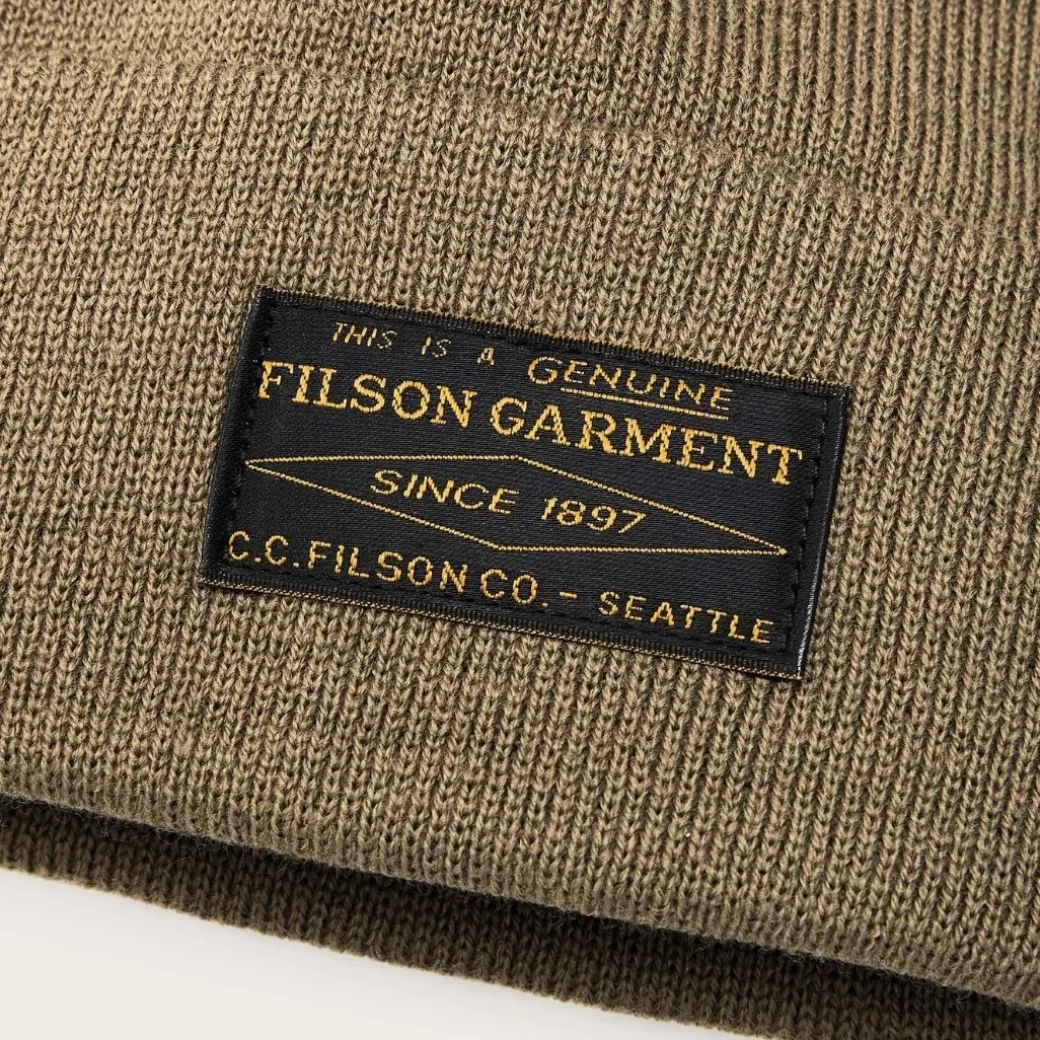 THIS IS A GENUINE
FILSON GARMENT
SINCE 1897
C.C. FILSON CO. - SEATTLE